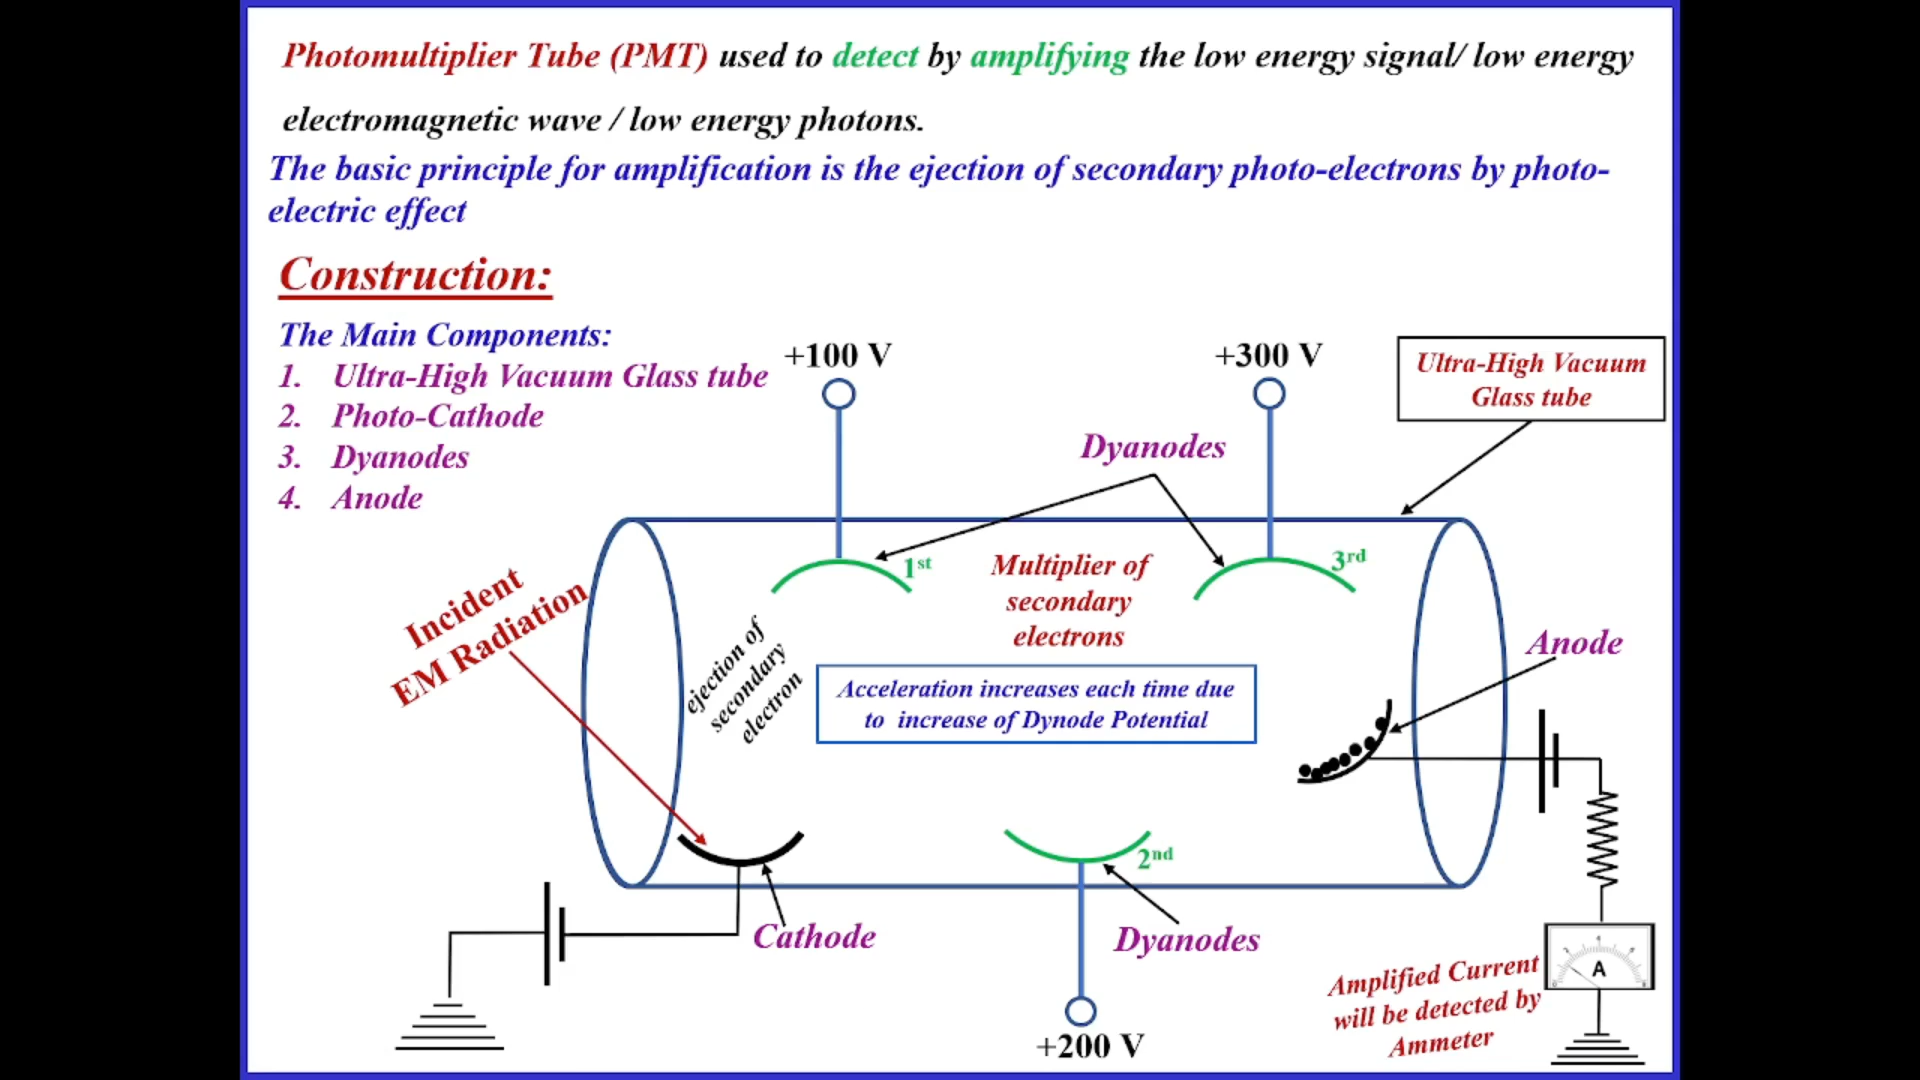 Photomultiplier Tube (PMT) used to detect by amplifying the low energy signal/ low energy
electromagnetic wave / low energy photons.
The basic principle for amplification is the ejection of secondary photo-electrons by photo-
electric effect
Construction:
The Main Components:
1. Ultra-High Vacuum Glass tube
2. Photo-Cathode
3. Dyanodes
4. Anode
+100 V
+300 V
Ultra-High Vacuum
Glass tube
Dyanodes
1st
3rd
Multiplier of
secondary
electrons
Incident
EM Radiation
ejection of
secondary
electron
Acceleration increases each time due
to increase of Dynode Potential
Anode
2nd
Cathode
Dyanodes
+200 V
Amplified Current
will be detected by
Ammeter
A